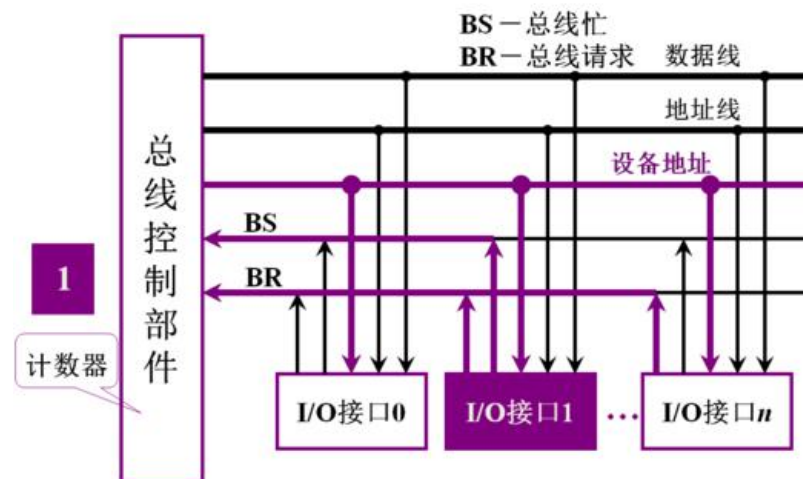 BS－总线忙
BR－总线请求
数据线
地址线
设备地址
总线控制部件
BS
BR
1
计数器
I/O接口0
I/O接口1
…
I/O接口n